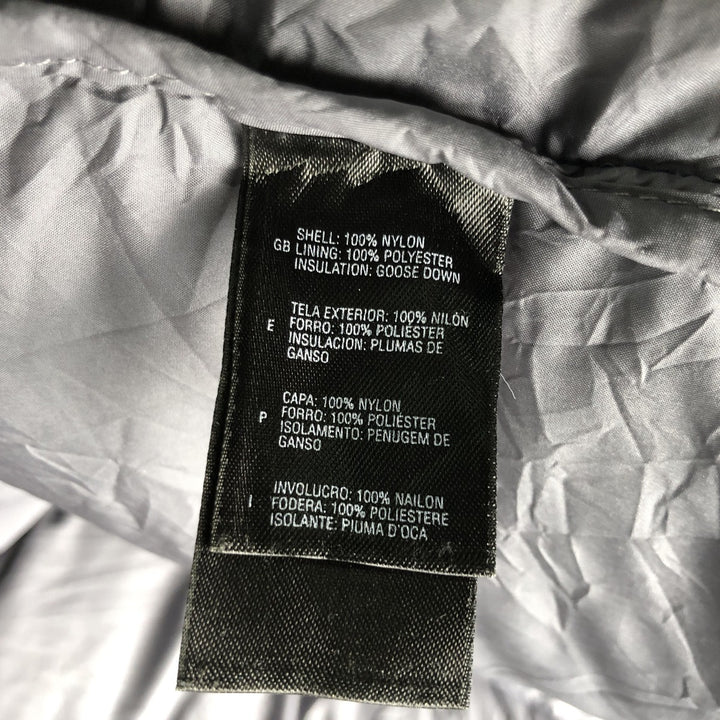 SHELL: 100% NYLON
GB LINING: 100% POLYESTER
INSULATION: GOOSE DOWN
TELA EXTERIOR: 100% NILÓN
E FORRO: 100% POLIÉSTER
INSULACION: PLUMAS DE
GANSO
CAPA: 100% NYLON
P FORRO: 100% POLIÉSTER
ISOLAMENTO: PENUGEM DE
GANSO
INVOLUCRO: 100% NAILON
I FODERA: 100% POLIESTERE
ISOLANTE: PIUMA D'OCA